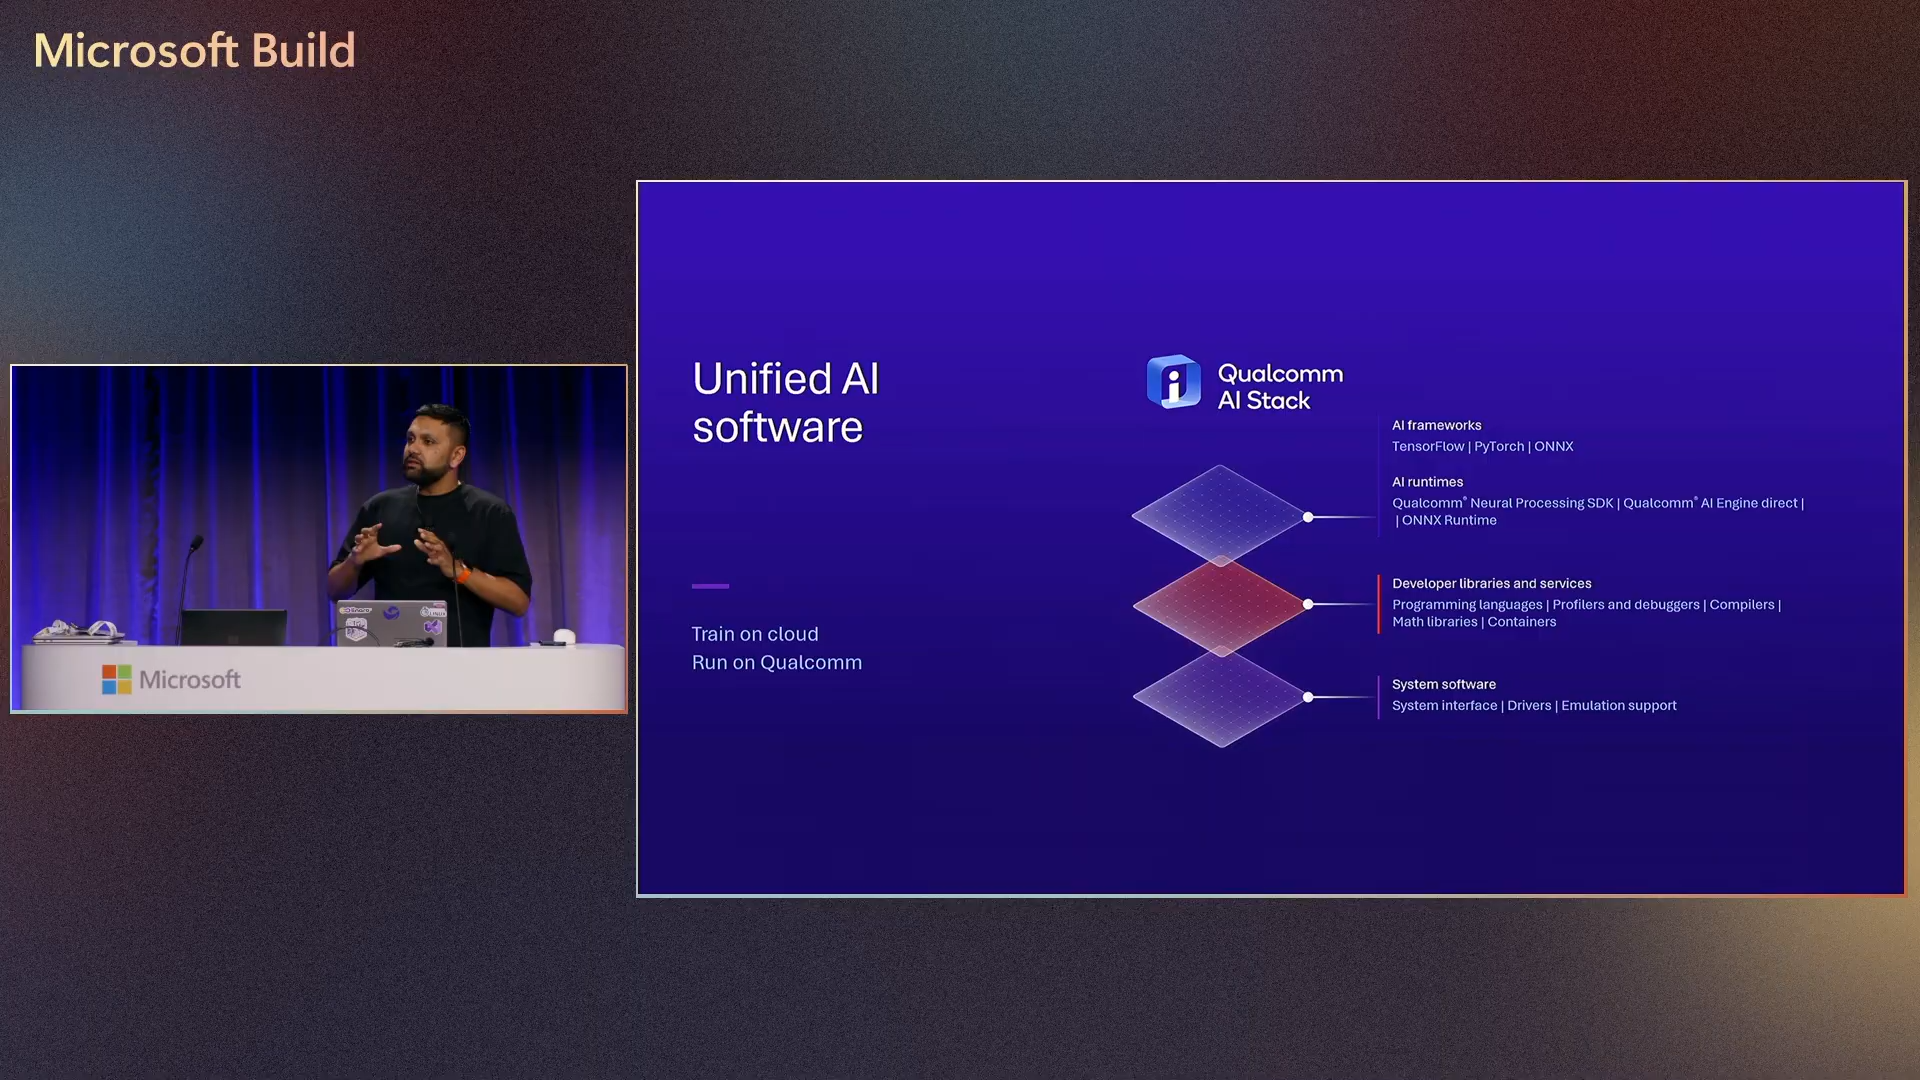 Microsoft Build
Microsoft
Unified AI
software
Train on cloud
Run on Qualcomm
Qualcomm
AI Stack
AI frameworks
TensorFlow | PyTorch | ONNX
AI runtimes
Qualcomm® Neural Processing SDK | Qualcomm® AI Engine direct |
| ONNX Runtime
Developer libraries and services
Programming languages | Profilers and debuggers | Compilers |
Math libraries | Containers
System software
System interface | Drivers | Emulation support